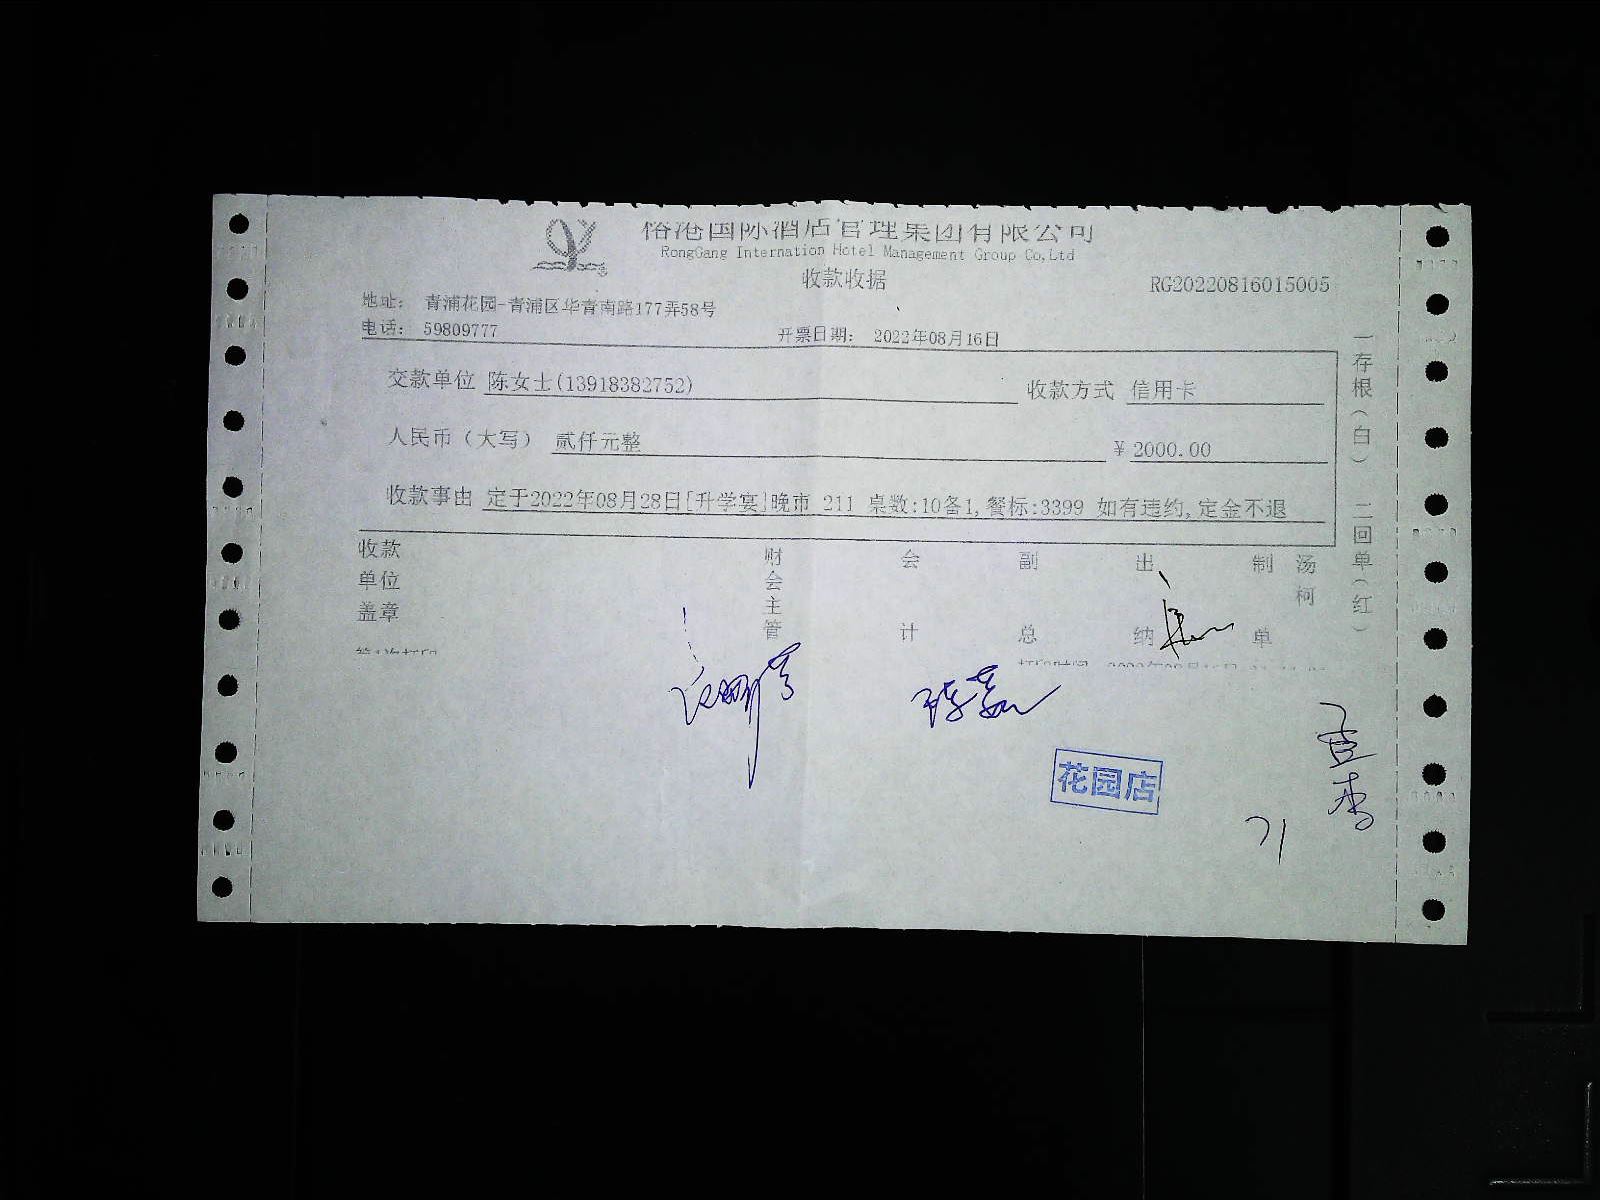 俗港国际酒店管理集团有限公司
RongGang Internation Hotel Management Group Co,Ltd
收款收据
RG20220816015005
地址： 青浦花园-青浦区华青南路177弄58号
电话： 59809777
开票日期： 2022年08月16日
交款单位 陈女士(13918382752) 收款方式 信用卡
人民币（大写） 贰仟元整 ￥2000.00
收款事由 定于2022年08月28日[升学宴]晚市 211 桌数:10备1,餐标:3399 如有违约,定金不退
收款单位盖章 财会主管 会计 副总 出纳 制单 汤柯
一存根（白） 二回单（红）
花园店